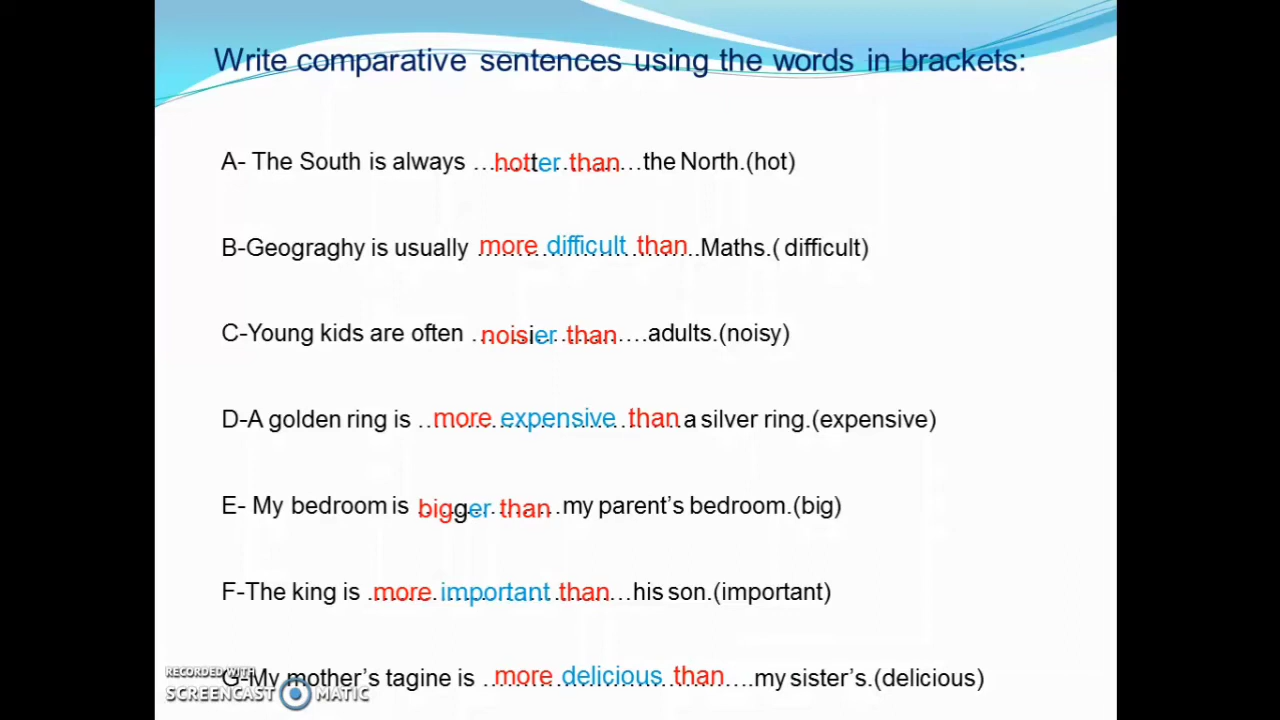 Write comparative sentences using the words in brackets:
A- The South is always …hotter than…the North.(hot)
B-Geograghy is usually more difficult than..Maths.( difficult)
C-Young kids are often .noisier than….adults.(noisy)
D-A golden ring is ..more expensive than a silver ring.(expensive)
E- My bedroom is bigger than..my parent’s bedroom.(big)
F-The king is .more important than…his son.(important)
G-My mother’s tagine is ..more delicious than….my sister’s.(delicious)
RECORDED WITH
SCREENCAST MATIC